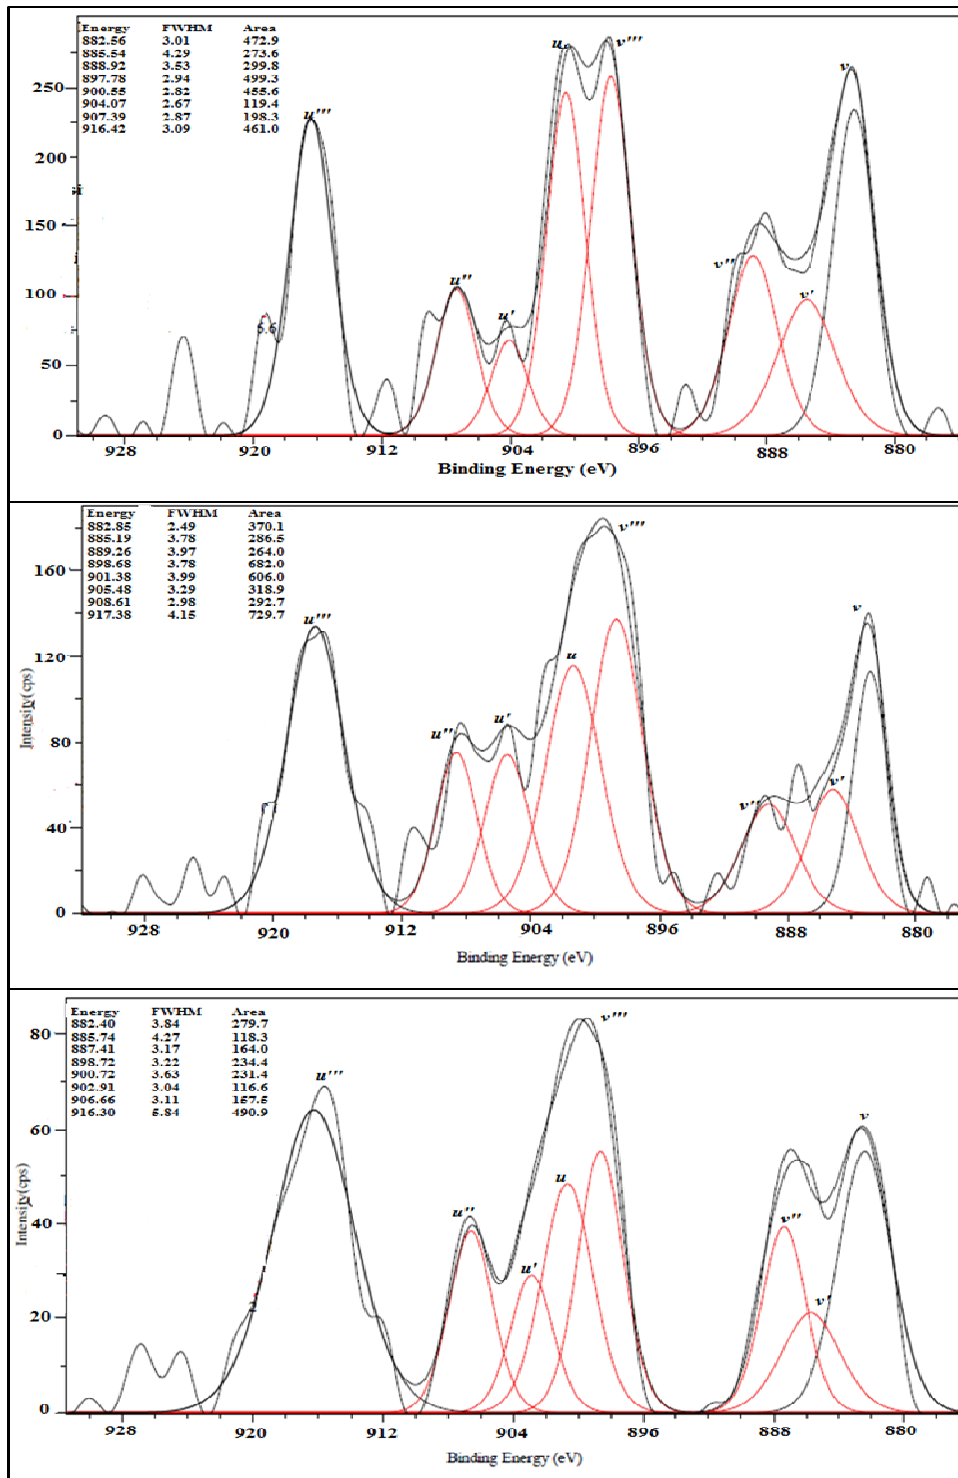 Energy FWHM Area
882.56 3.01 472.9
885.54 4.29 273.6
888.92 3.53 299.8
897.78 2.94 499.3
900.55 2.82 455.6
904.07 2.67 119.4
907.39 2.87 198.3
916.42 3.09 461.0
u v'''
v
u'''
u'' u' v'' v'
250
200
150
100
50
0
928 920 912 904 896 888 880
Binding Energy (eV)
Energy FWHM Area
882.85 2.49 370.1
885.19 3.78 286.5
889.26 3.97 264.0
898.68 3.78 682.0
901.38 3.99 606.0
905.48 3.29 318.9
908.61 2.98 292.7
917.38 4.15 729.7
v'''
u''' v
u
u'' u'
v'' v'
160
120
80
40
0
Intensity(cps)
928 920 912 904 896 888 880
Binding Energy (eV)
Energy FWHM Area
882.40 3.84 279.7
885.74 4.27 118.3
887.41 3.17 164.0
898.72 3.22 234.4
900.72 3.63 231.4
902.91 3.04 116.6
906.66 3.11 157.5
916.30 5.84 490.9
v'''
u'''
v
u
u'' v''
u' v'
80
60
40
20
0
Intensity(cps)
928 920 912 904 896 888 880
Binding Energy (eV)